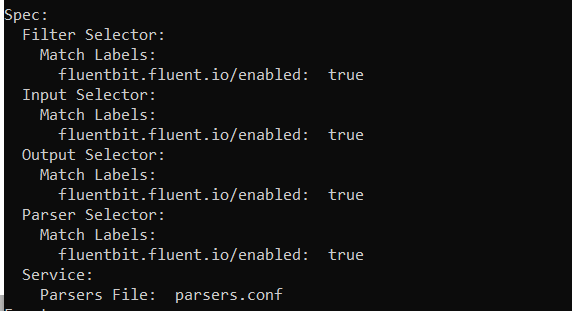 Spec:
  Filter Selector:
    Match Labels:
      fluentbit.fluent.io/enabled:  true
  Input Selector:
    Match Labels:
      fluentbit.fluent.io/enabled:  true
  Output Selector:
    Match Labels:
      fluentbit.fluent.io/enabled:  true
  Parser Selector:
    Match Labels:
      fluentbit.fluent.io/enabled:  true
  Service:
    Parsers File:  parsers.conf